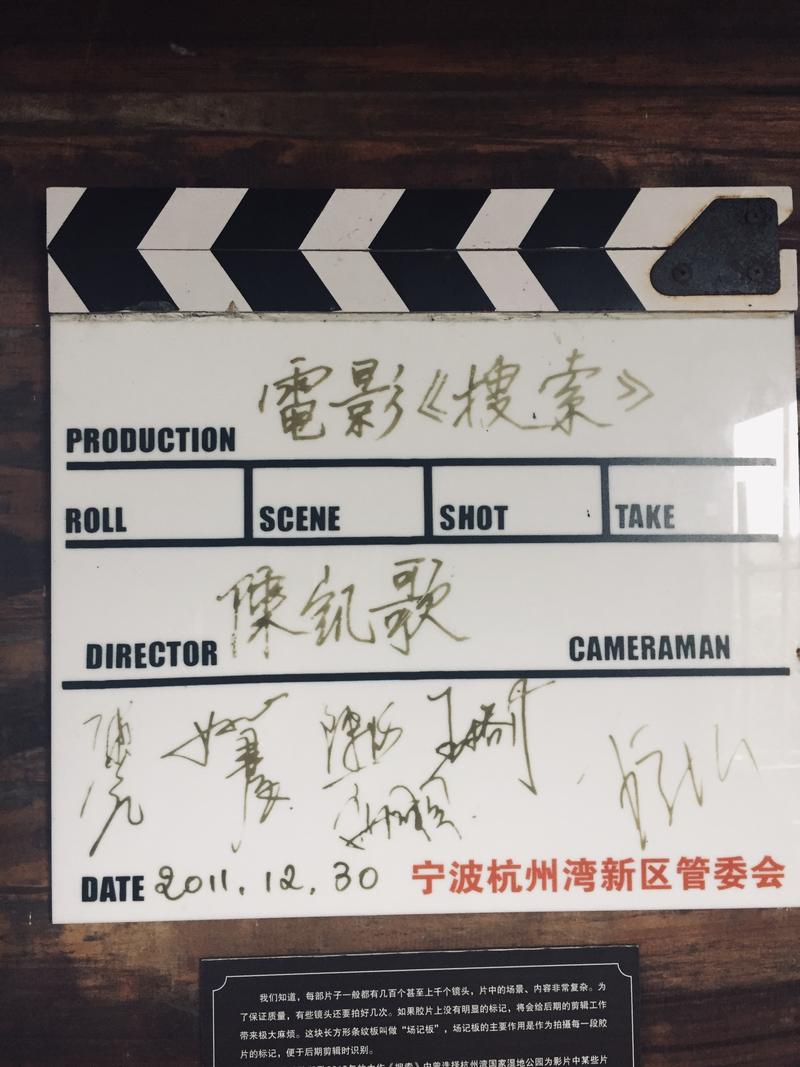 電影《搜索》
PRODUCTION
ROLL SCENE SHOT TAKE
陳凱歌
DIRECTOR CAMERAMAN
DATE 2011.12.30 宁波杭州湾新区管委会
我们知道，每部片子一般都有几百个甚至上千个镜头，片中的场景、内容非常复杂。为
了保证质量，有些镜头还要拍好几次。如果胶片上没有明显的标记，将会给后期的剪辑工作
带来极大麻烦。这块长方形条纹板叫做“场记板”，场记板的主要作用是作为拍摄每一段胶
片的标记，便于后期剪辑时识别。
《搜索》中曾选择杭州湾国家湿地公园为影片中某些片